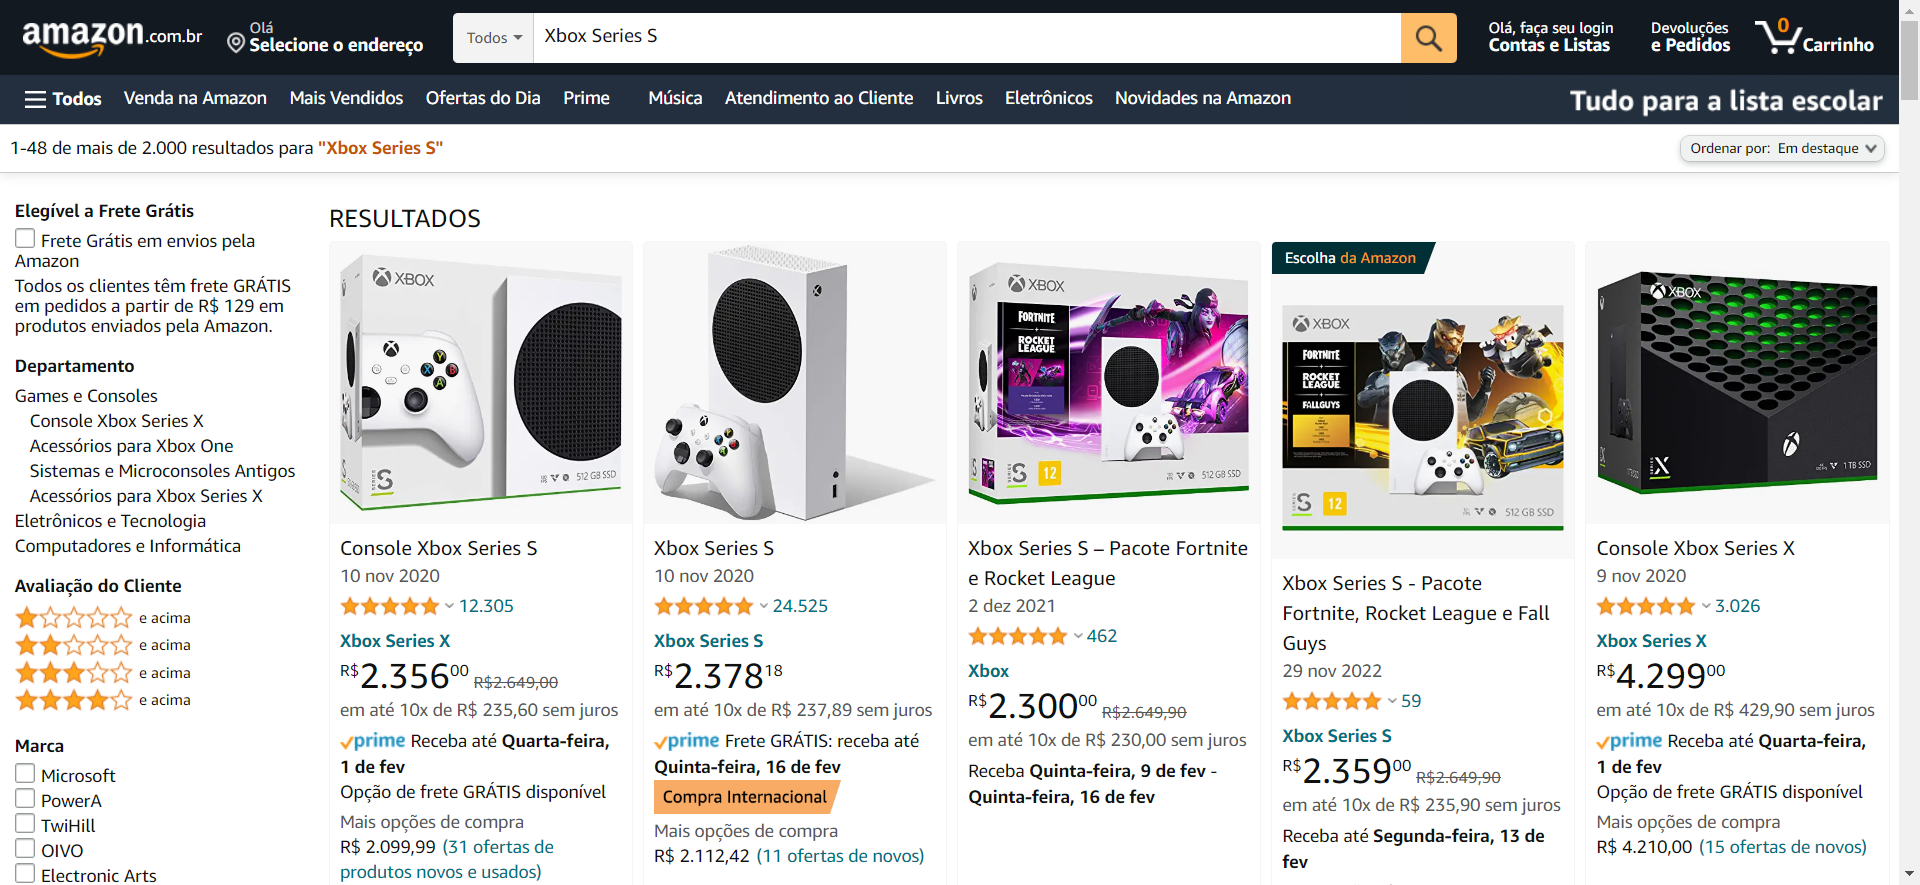 amazon.com.br
Olá
Selecione o endereço
Todos
Xbox Series S
Olá, faça seu login
Contas e Listas
Devoluções
e Pedidos
0
Carrinho
Todos
Venda na Amazon
Mais Vendidos
Ofertas do Dia
Prime
Música
Atendimento ao Cliente
Livros
Eletrônicos
Novidades na Amazon
Tudo para a lista escolar
1-48 de mais de 2.000 resultados para "Xbox Series S"
Ordenar por: Em destaque
Elegível a Frete Grátis
Frete Grátis em envios pela
Amazon
Todos os clientes têm frete GRÁTIS
em pedidos a partir de R$ 129 em
produtos enviados pela Amazon.
Departamento
Games e Consoles
Console Xbox Series X
Acessórios para Xbox One
Sistemas e Microconsoles Antigos
Acessórios para Xbox Series X
Eletrônicos e Tecnologia
Computadores e Informática
Avaliação do Cliente
e acima
e acima
e acima
e acima
Marca
Microsoft
PowerA
TwiHill
OIVO
Electronic Arts
RESULTADOS
XBOX
Y
X
B
A
SERIES
S
512 GB SSD
Console Xbox Series S
10 nov 2020
12.305
Xbox Series X
R$2.35600 R$2.649,00
em até 10x de R$ 235,60 sem juros
prime Receba até Quarta-feira,
1 de fev
Opção de frete GRÁTIS disponível
Mais opções de compra
R$ 2.099,99 (31 ofertas de
produtos novos e usados)
Xbox Series S
10 nov 2020
24.525
Xbox Series S
R$2.37818
em até 10x de R$ 237,89 sem juros
prime Frete GRÁTIS: receba até
Quinta-feira, 16 de fev
Compra Internacional
Mais opções de compra
R$ 2.112,42 (11 ofertas de novos)
XBOX
FORTNITE
+
ROCKET
LEAGUE
SERIES
S
12
512 GB SSD
Xbox Series S – Pacote Fortnite
e Rocket League
2 dez 2021
462
Xbox
R$2.30000 R$2.649,90
em até 10x de R$ 230,00 sem juros
Receba Quinta-feira, 9 de fev -
Quinta-feira, 16 de fev
Escolha da Amazon
XBOX
FORTNITE
+
ROCKET
LEAGUE
+
FALLGUYS
SERIES
S
12
512 GB SSD
Xbox Series S - Pacote
Fortnite, Rocket League e Fall
Guys
29 nov 2022
59
Xbox Series S
R$2.35900 R$2.649,90
em até 10x de R$ 235,90 sem juros
Receba até Segunda-feira, 13 de
fev
XBOX
SERIES
X
1 TB SSD
Console Xbox Series X
9 nov 2020
3.026
Xbox Series X
R$4.29900
em até 10x de R$ 429,90 sem juros
prime Receba até Quarta-feira,
1 de fev
Opção de frete GRÁTIS disponível
Mais opções de compra
R$ 4.210,00 (15 ofertas de novos)